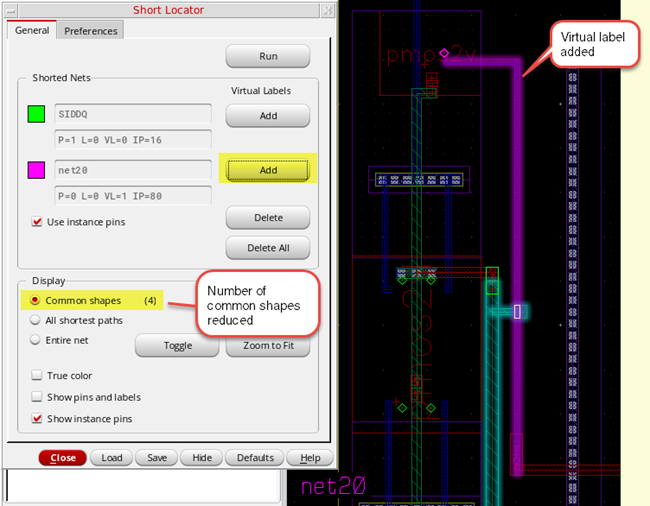 Short Locator
General
Preferences
Run
Shorted Nets
Virtual Labels
SIDDQ
Add
P=1 L=0 VL=0 IP=16
net20
Add
P=0 L=0 VL=1 IP=80
Use instance pins
Delete
Delete All
Display
Common shapes (4)
All shortest paths
Entire net
Toggle
Zoom to Fit
True color
Show pins and labels
Show instance pins
Close
Load
Save
Hide
Defaults
Help
Number of
common shapes
reduced
Virtual label
added
net20